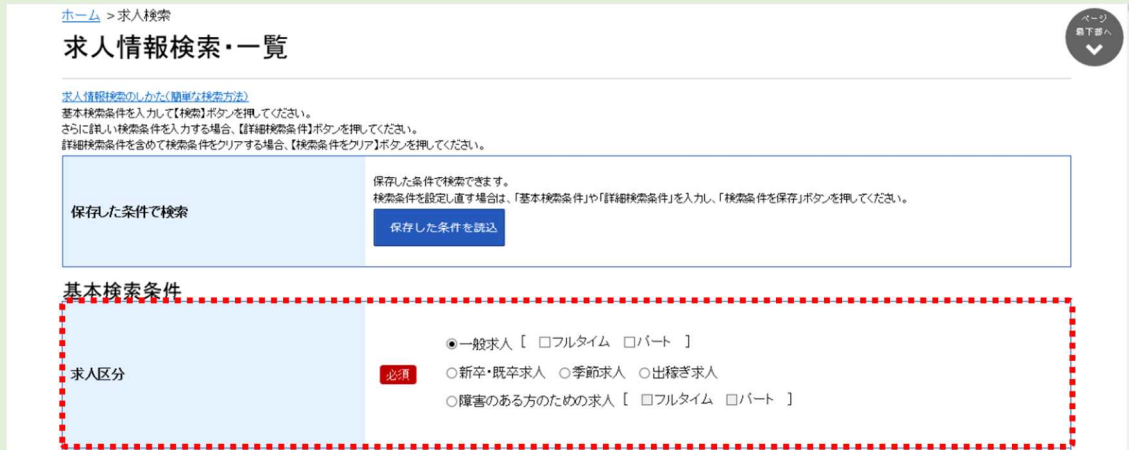 ホーム >求人検索
ページ
最下部へ
求人情報検索・一覧
求人情報検索のしかた(簡単な検索方法)
基本検索条件を入力して【検索】ボタンを押してください。
さらに詳しい検索条件を入力する場合、【詳細検索条件】ボタンを押してください。
詳細検索条件を含めて検索条件をクリアする場合、【検索条件をクリア】ボタンを押してください。
保存した条件で検索
保存した条件で検索できます。
検索条件を設定し直す場合は、「基本検索条件」や「詳細検索条件」を入力し、「検索条件を保存」ボタンを押してください。
保存した条件を読込
基本検索条件
求人区分
必須
一般求人 [ フルタイム パート ]
新卒・既卒求人 季節求人 出稼ぎ求人
障害のある方のための求人 [ フルタイム パート ]